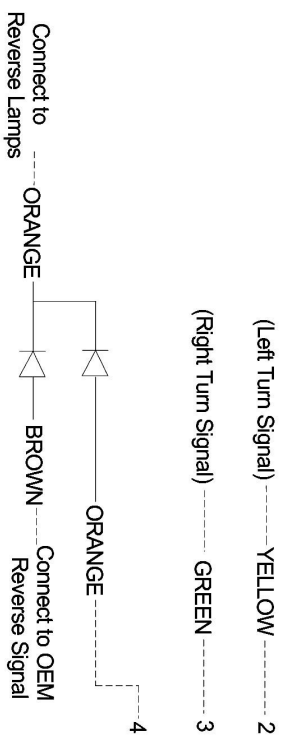 (Left Turn Signal) YELLOW 2
(Right Turn Signal) GREEN 3
ORANGE 4
Connect to
Reverse Lamps
ORANGE
BROWN
Connect to OEM
Reverse Signal